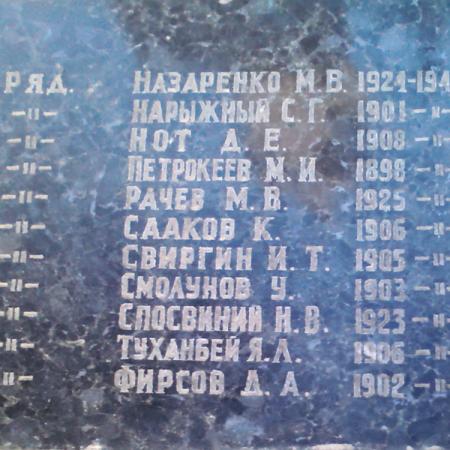 РЯД. НАЗАРЕНКО М.В. 1921-194
-"- НАРЫЖНЫЙ С.Г. 1901-"-
-"- НОТ Д.Е. 1908-"-
-"- ПЕТРОКЕЕВ М.И. 1898-"-
-"- РАЧЕВ М.В. 1925-"-
-"- СААКОВ К. 1906-"-
-"- СВИРГИН И.Т. 1905-"-
-"- СМОЛУНОВ У. 1903-"-
-"- СПОСВИНИЙ Н.В. 1923-"-
-"- ТУХАНБЕЙ Я.Л. 1906-"-
-"- ФИРСОВ Д.А. 1902-"-